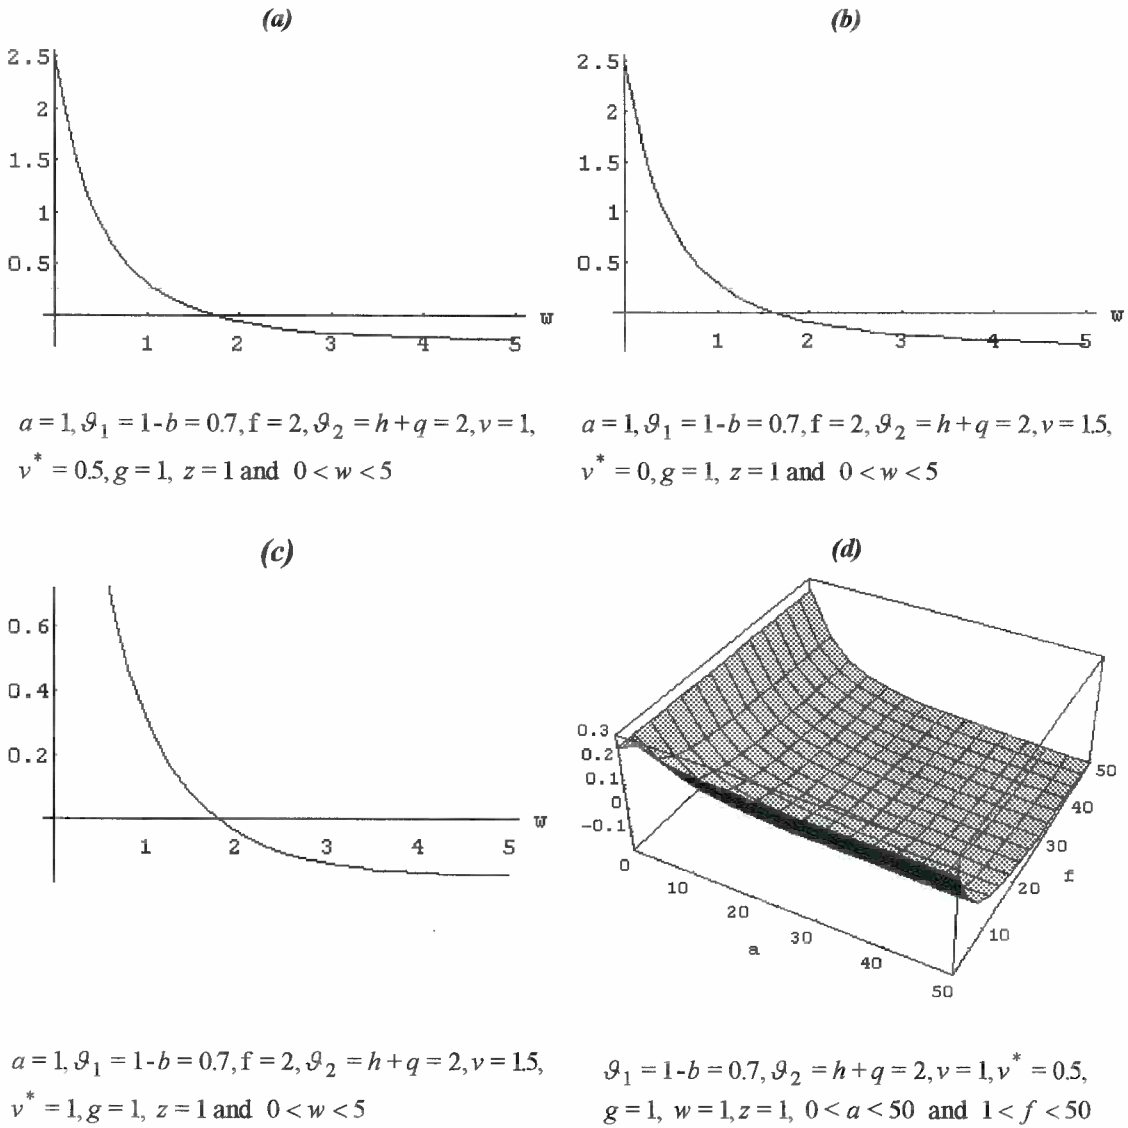 (a)
2.5
2
1.5
1
0.5
1 2 3 4 5
w
a = 1, ϑ1 = 1-b = 0.7, f = 2, ϑ2 = h+q = 2, v = 1,
v* = 0.5, g = 1, z = 1 and 0 < w < 5
(b)
2.5
2
1.5
1
0.5
1 2 3 4 5
w
a = 1, ϑ1 = 1-b = 0.7, f = 2, ϑ2 = h+q = 2, v = 1.5,
v* = 0, g = 1, z = 1 and 0 < w < 5
(c)
0.6
0.4
0.2
1 2 3 4 5
w
a = 1, ϑ1 = 1-b = 0.7, f = 2, ϑ2 = h+q = 2, v = 1.5,
v* = 1, g = 1, z = 1 and 0 < w < 5
(d)
0.3
0.2
0.1
0
-0.1
0
10
20
30
40
50
a
10
20
30
40
50
f
ϑ1 = 1-b = 0.7, ϑ2 = h+q = 2, v = 1, v* = 0.5,
g = 1, w = 1, z = 1, 0 < a < 50 and 1 < f < 50